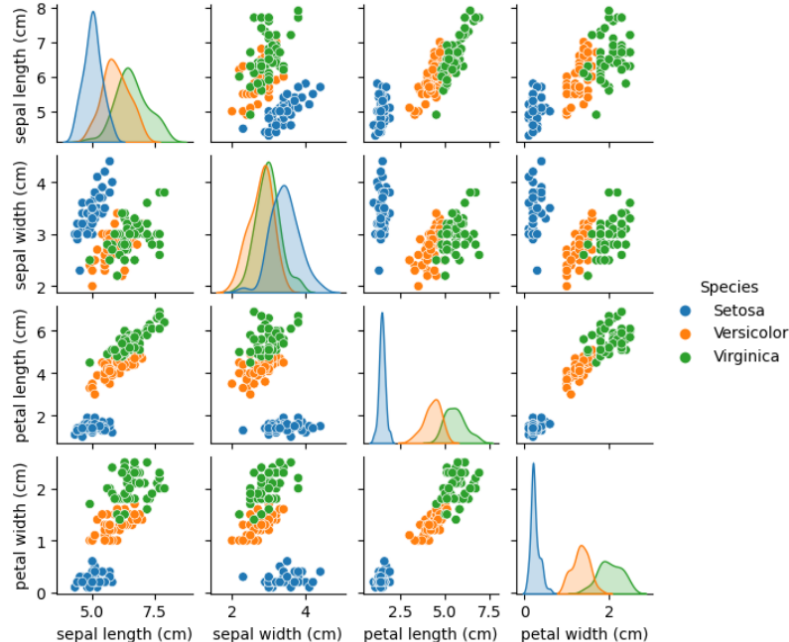 8
7
6
5
sepal length (cm)
4
3
2
sepal width (cm)
Species
Setosa
Versicolor
Virginica
6
4
2
petal length (cm)
2
1
0
petal width (cm)
5.0 7.5
2 4
2.5 5.0 7.5
0 2
sepal length (cm) sepal width (cm) petal length (cm) petal width (cm)